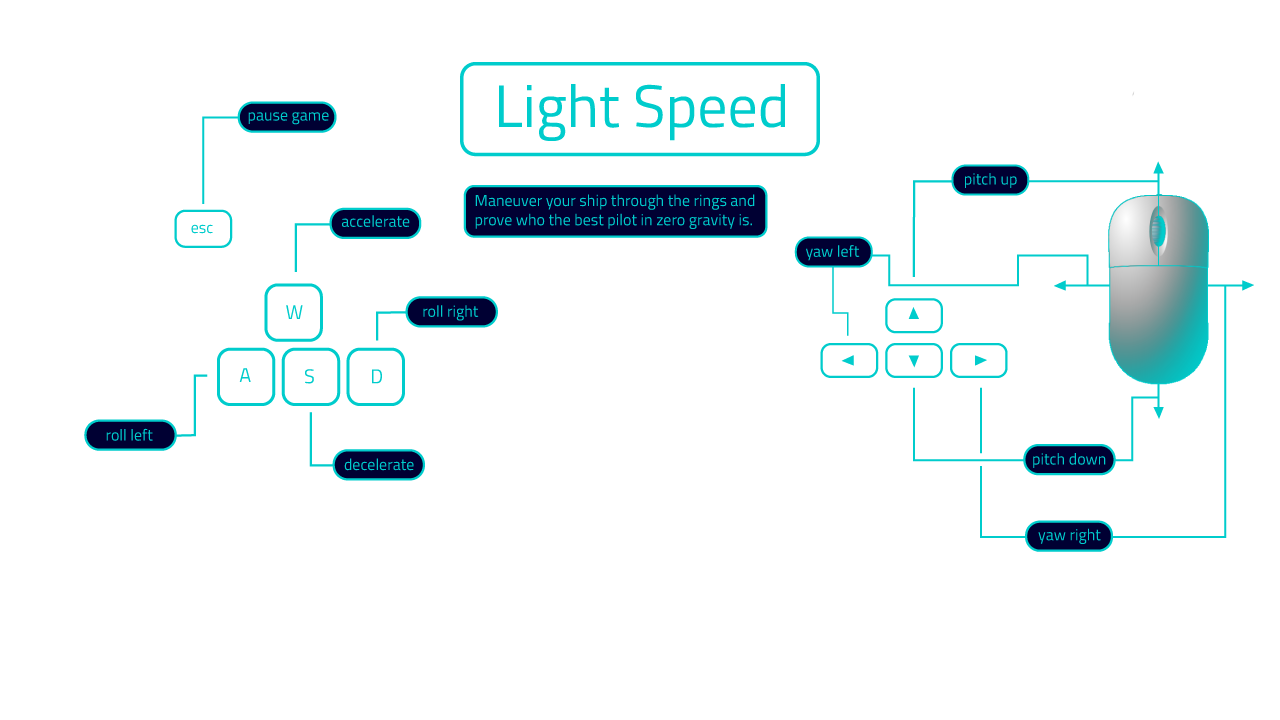 Light Speed
pause game
pitch up
Maneuver your ship through the rings and
prove who the best pilot in zero gravity is.
esc
accelerate
yaw left
W
roll right
A
S
D
roll left
decelerate
pitch down
yaw right